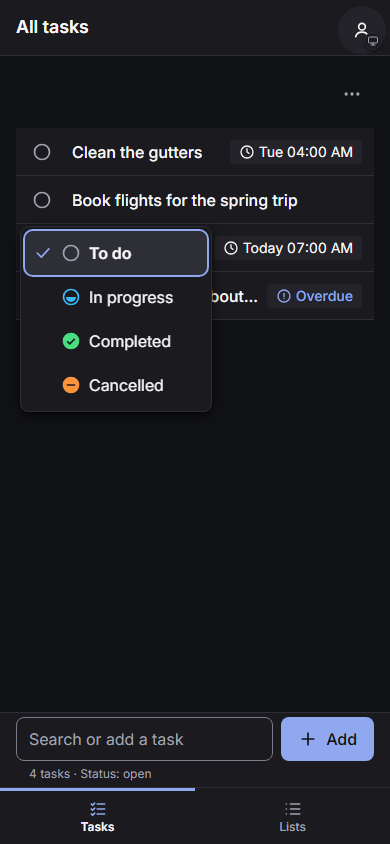 All tasks
Clean the gutters Tue 04:00 AM
Book flights for the spring trip
Today 07:00 AM
bout... Overdue
To do
In progress
Completed
Cancelled
Search or add a task
Add
4 tasks · Status: open
Tasks Lists